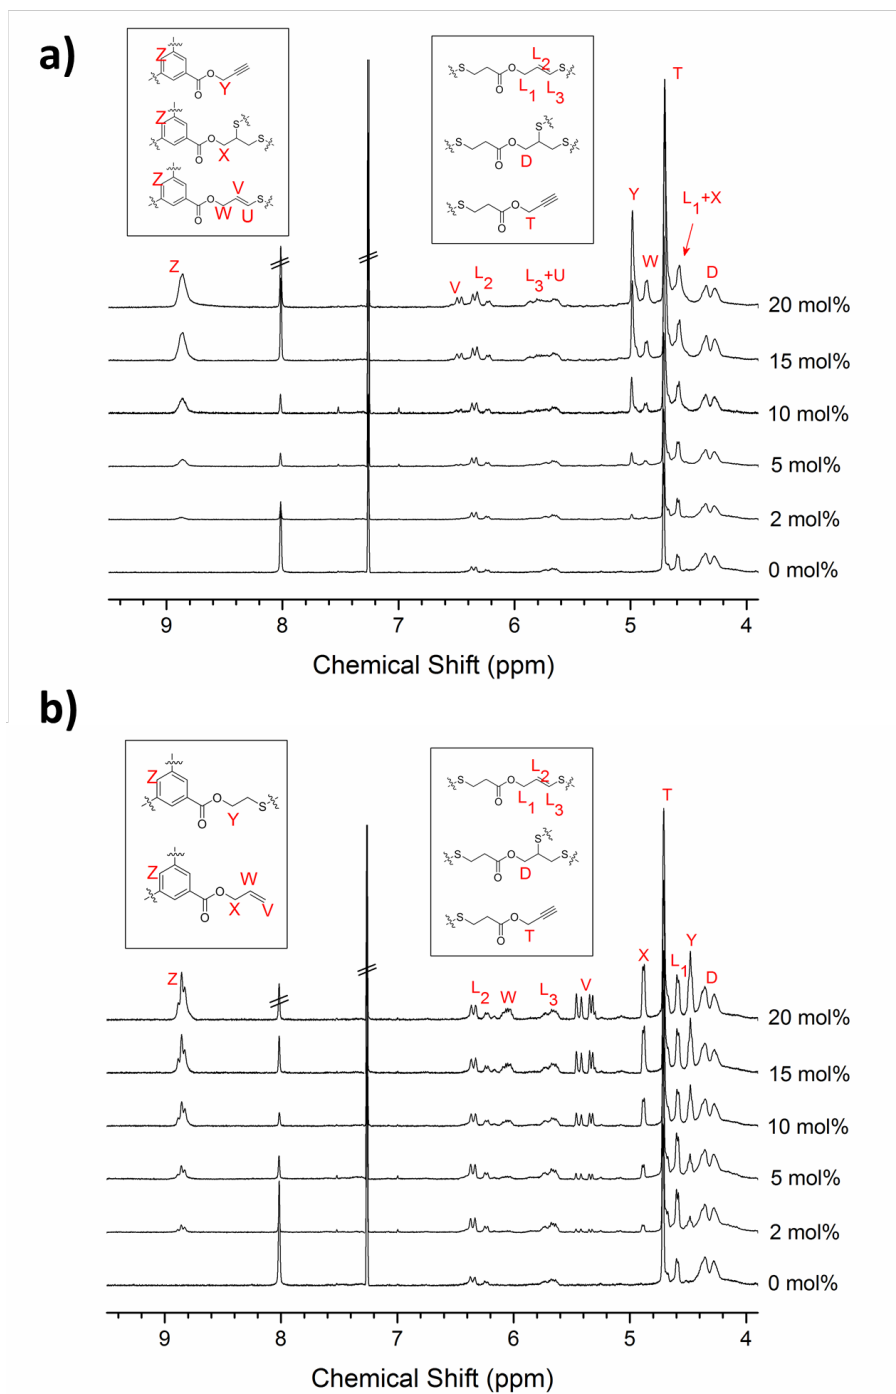 a)
Z
O
O
Y
Z
O
O
S
S
X
Z
O
O
S
V
W
U
L2
S
O
O
S
L1
L3
S
O
O
S
S
D
S
O
O
T
T
Y
L1+X
Z
V
L2
L3+U
W
D
20 mol%
15 mol%
10 mol%
5 mol%
2 mol%
0 mol%
9 8 7 6 5 4
Chemical Shift (ppm)
b)
Z
O
O
S
Y
Z
O
O
W
X
V
L2
S
O
O
S
L1
L3
S
O
O
S
S
D
S
O
O
T
T
Z
L2
W
L3
V
X
L1
Y
D
20 mol%
15 mol%
10 mol%
5 mol%
2 mol%
0 mol%
9 8 7 6 5 4
Chemical Shift (ppm)